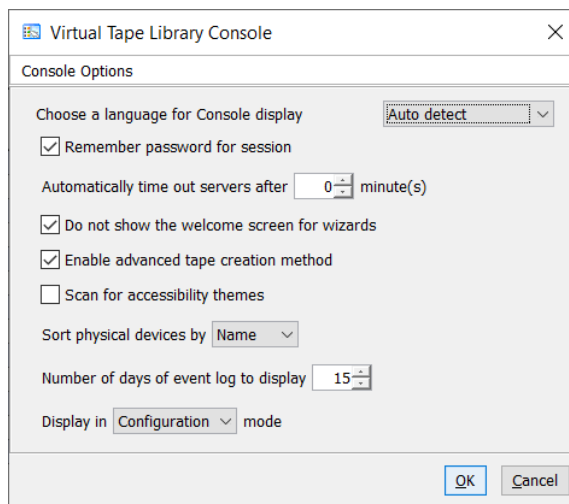 Virtual Tape Library Console
Console Options
Choose a language for Console display Auto detect
Remember password for session
Automatically time out servers after 0 minute(s)
Do not show the welcome screen for wizards
Enable advanced tape creation method
Scan for accessibility themes
Sort physical devices by Name
Number of days of event log to display 15
Display in Configuration mode
OK Cancel